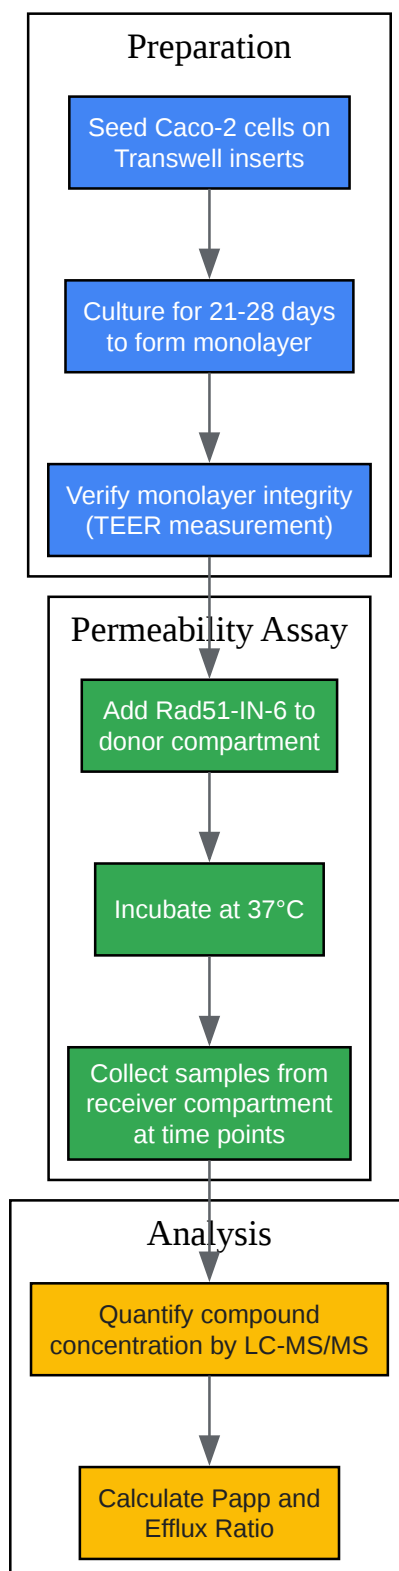 Preparation
Seed Caco-2 cells on
Transwell inserts
Culture for 21-28 days
to form monolayer
Verify monolayer integrity
(TEER measurement)
Permeability Assay
Add Rad51-IN-6 to
donor compartment
Incubate at 37°C
Collect samples from
receiver compartment
at time points
Analysis
Quantify compound
concentration by LC-MS/MS
Calculate Papp and
Efflux Ratio